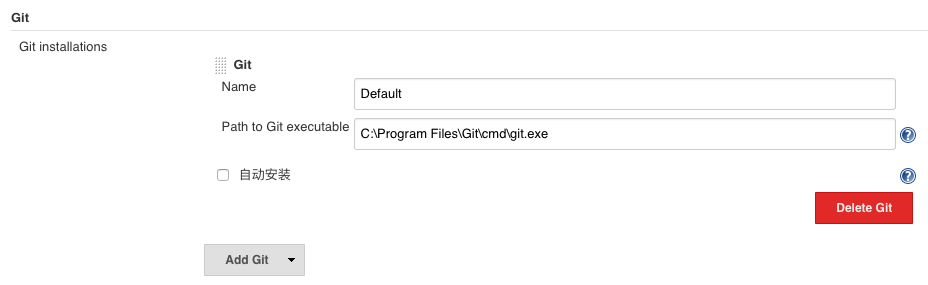 Git
Git installations
Git
Name
Default
Path to Git executable
C:\Program Files\Git\cmd\git.exe
?
自动安装
?
Delete Git
Add Git